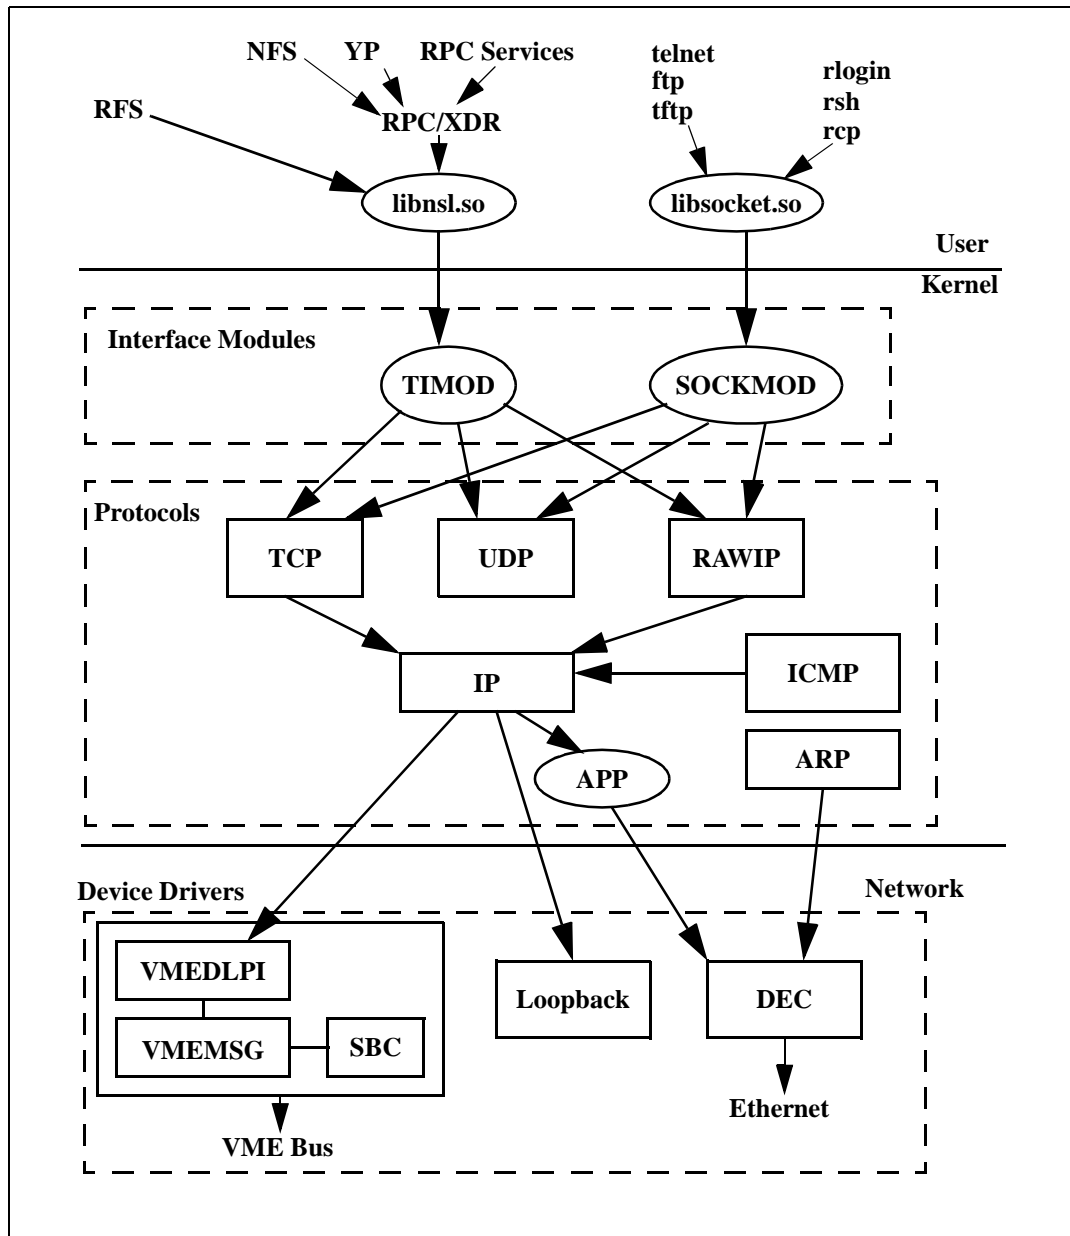 NFS
YP
RPC Services
telnet
ftp
tftp
rlogin
rsh
rcp
RFS
RPC/XDR
libnsl.so
libsocket.so
User
Kernel
Interface Modules
TIMOD
SOCKMOD
Protocols
TCP
UDP
RAWIP
IP
ICMP
APP
ARP
Device Drivers
Network
VMEDLPI
Loopback
DEC
VMEMSG
SBC
Ethernet
VME Bus